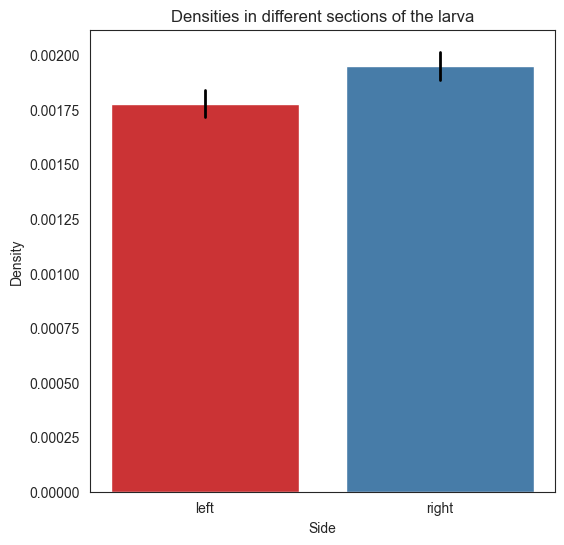 Densities in different sections of the larva
0.00200
0.00175
0.00150
0.00125
0.00100
0.00075
0.00050
0.00025
0.00000
Density
left
right
Side